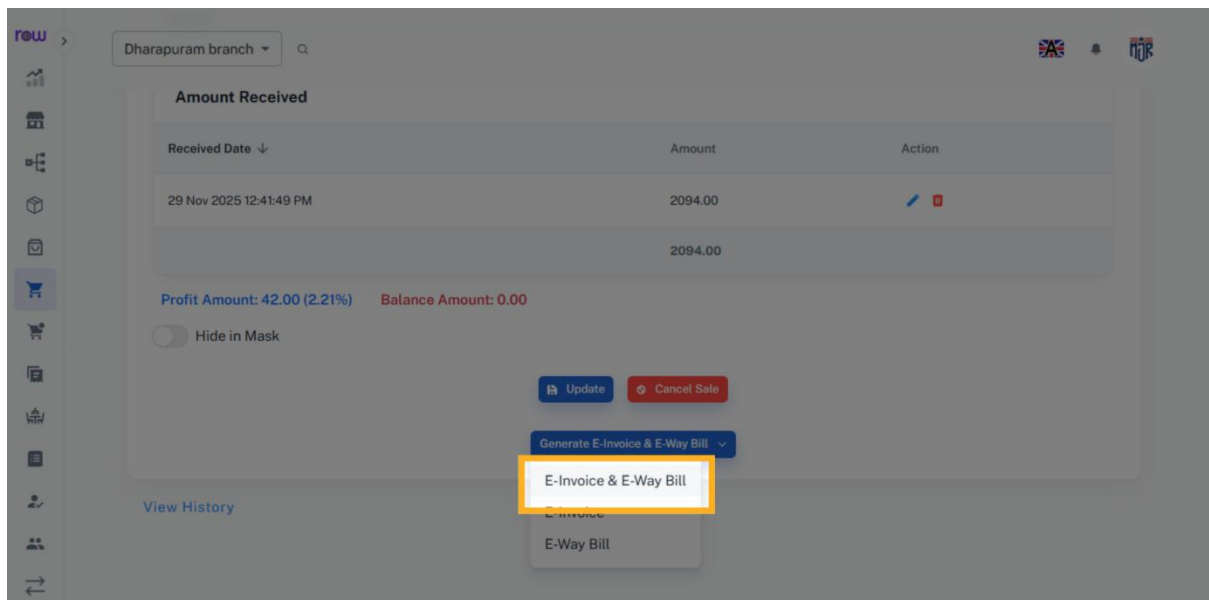 row
Dharapuram branch
A
MJR
Amount Received
Received Date ↓ Amount Action
29 Nov 2025 12:41:49 PM 2094.00
2094.00
Profit Amount: 42.00 (2.21%) Balance Amount: 0.00
Hide in Mask
Update Cancel Sale
Generate E-Invoice & E-Way Bill
E-Invoice & E-Way Bill
View History
E-Invoice
E-Way Bill